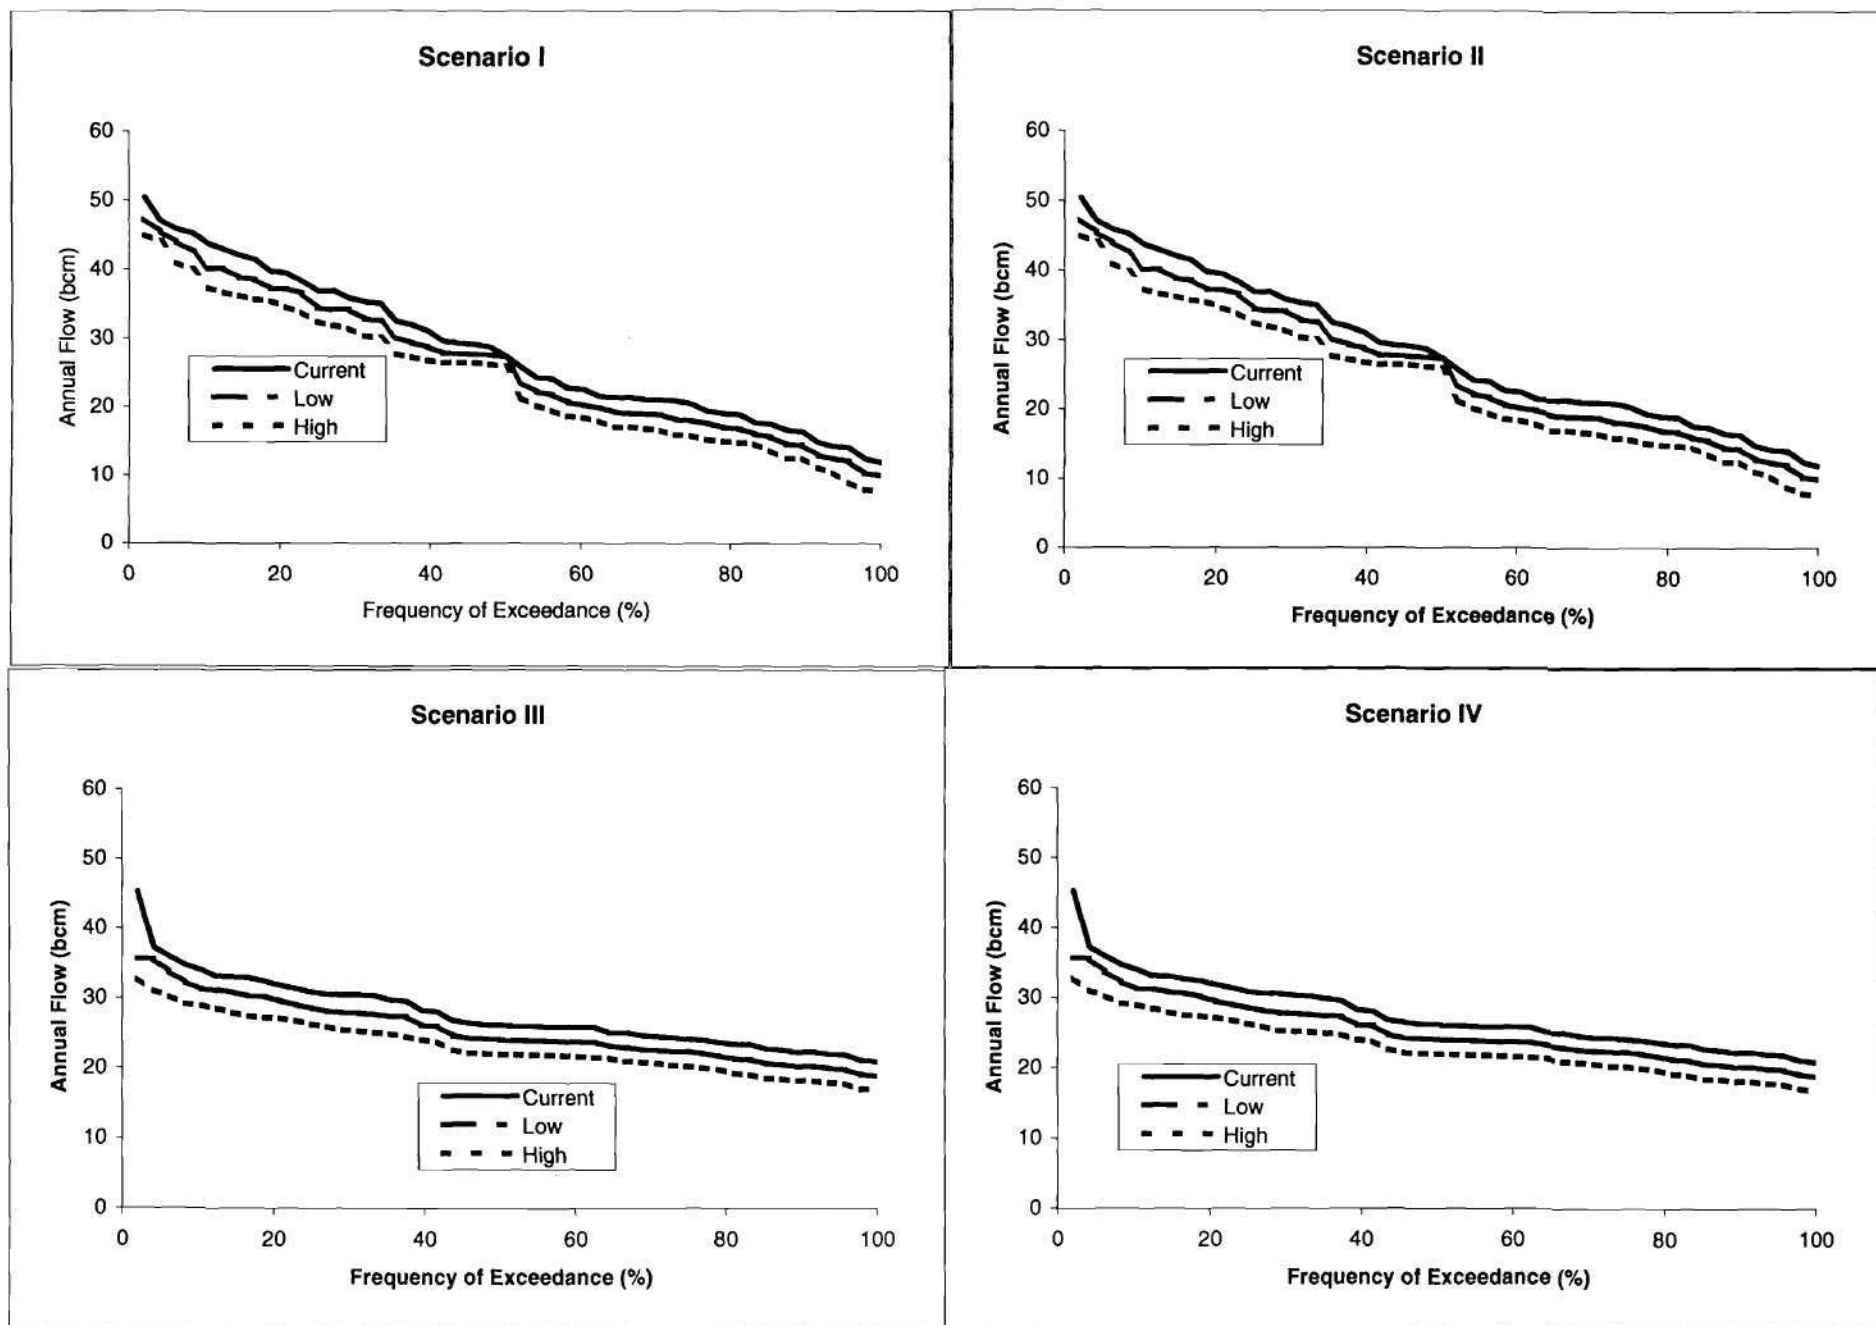 Scenario I
60
50
40
30
20
10
0
Annual Flow (bcm)
Current
Low
High
0 20 40 60 80 100
Frequency of Exceedance (%)
Scenario II
60
50
40
30
20
10
0
Annual Flow (bcm)
Current
Low
High
0 20 40 60 80 100
Frequency of Exceedance (%)
Scenario III
60
50
40
30
20
10
0
Annual Flow (bcm)
Current
Low
High
0 20 40 60 80 100
Frequency of Exceedance (%)
Scenario IV
60
50
40
30
20
10
0
Annual Flow (bcm)
Current
Low
High
0 20 40 60 80 100
Frequency of Exceedance (%)